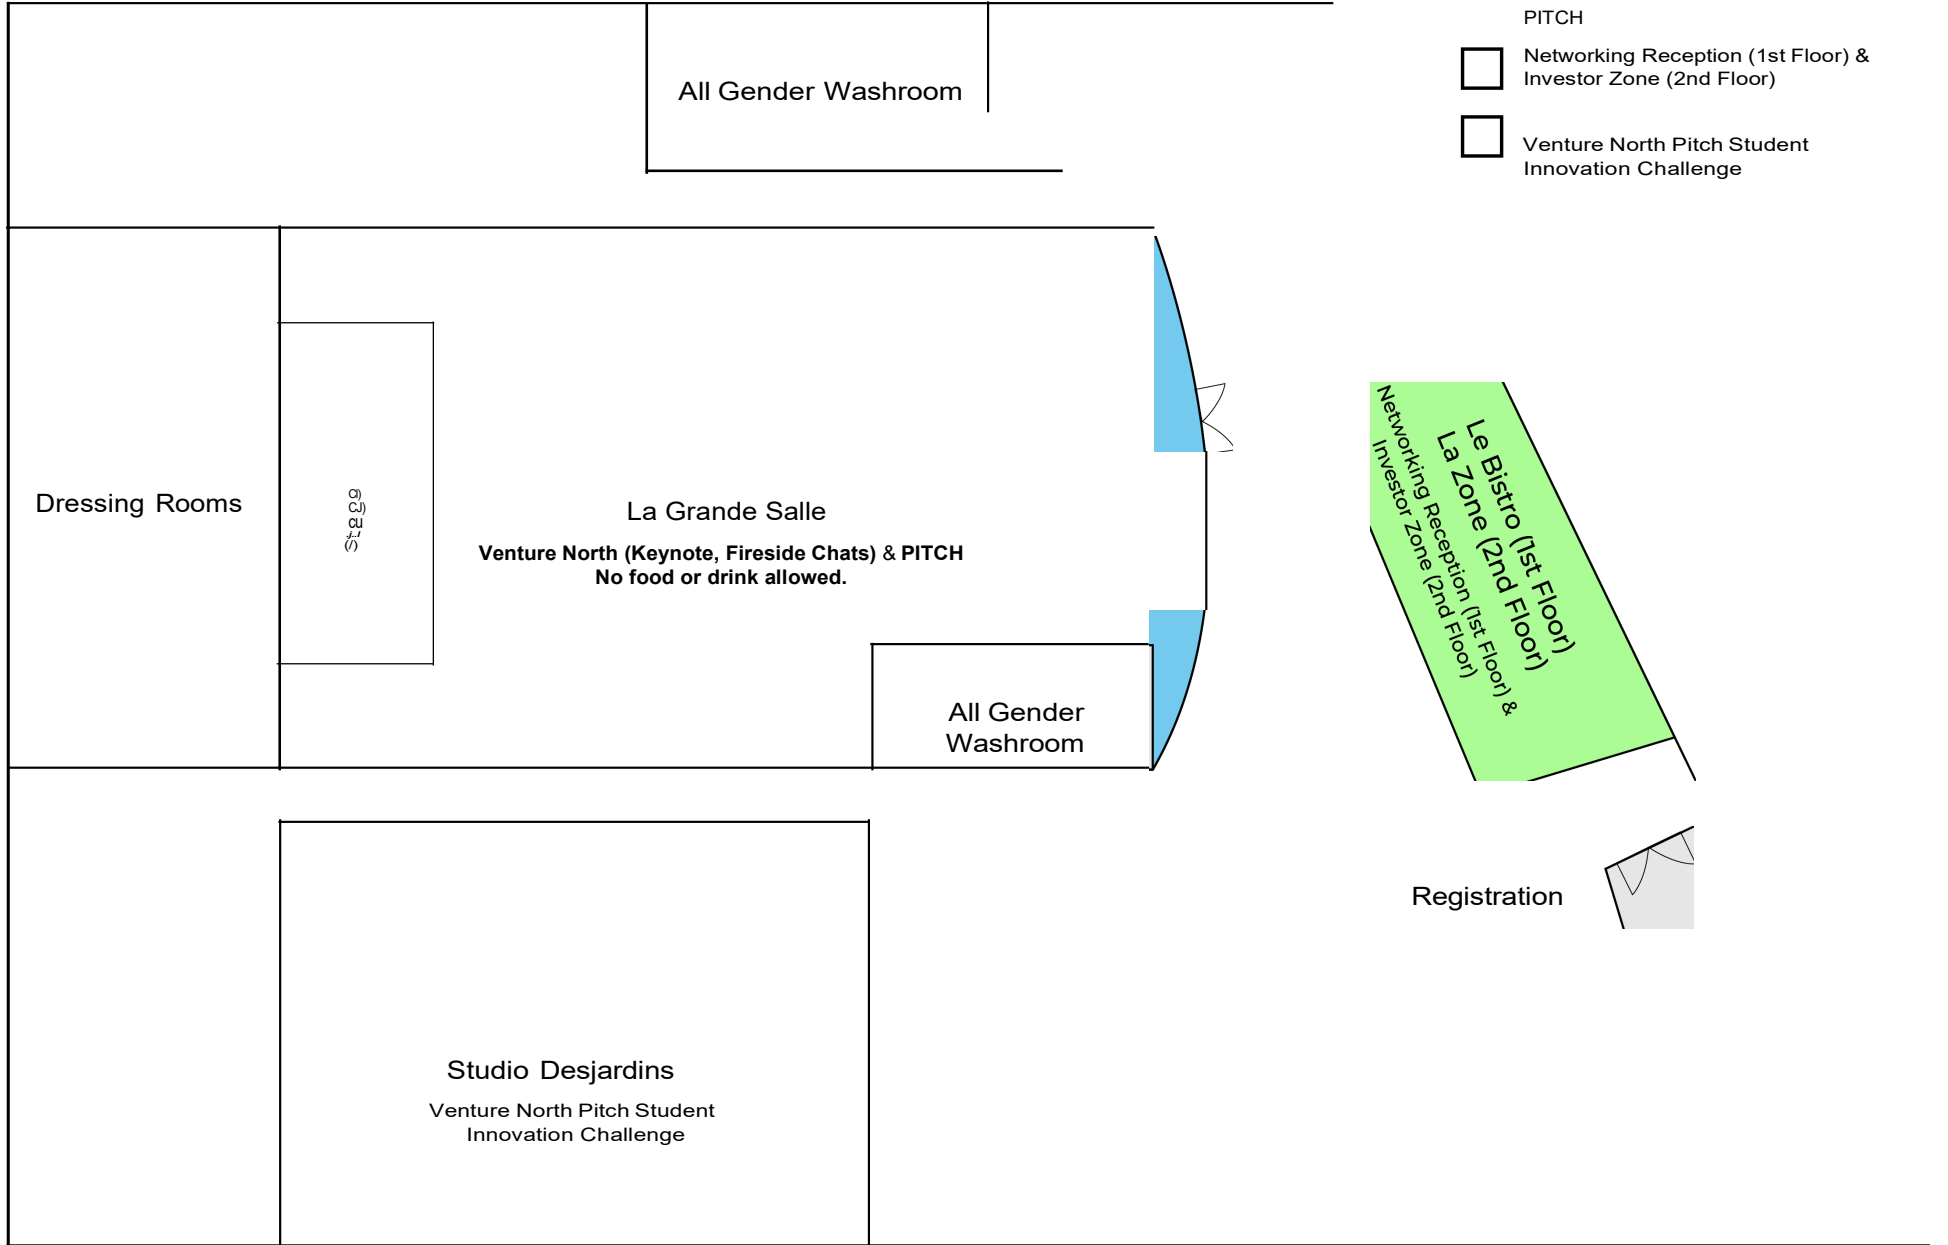 PITCH
Networking Reception (1st Floor) &
Investor Zone (2nd Floor)
Venture North Pitch Student
Innovation Challenge
All Gender Washroom
Dressing Rooms
La Grande Salle
Venture North (Keynote, Fireside Chats) & PITCH
No food or drink allowed.
All Gender
Washroom
Le Bistro (1st Floor)
La Zone (2nd Floor)
Networking Reception (1st Floor) &
Investor Zone (2nd Floor)
Registration
Studio Desjardins
Venture North Pitch Student
Innovation Challenge